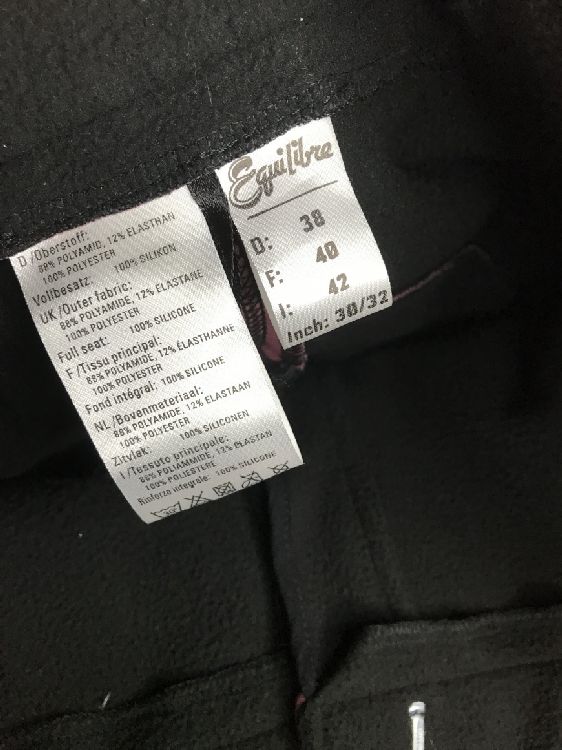 D /Oberstoff:
88% POLYAMID, 12% ELASTHAN
100% POLYESTER
Vollbesatz: 100% SILIKON
UK /Outer fabric:
88% POLYAMIDE, 12% ELASTANE
100% POLYESTER
Full seat: 100% SILICONE
F /Tissu principal:
88% POLYAMIDE, 12% ÉLASTHANNE
100% POLYESTER
Fond intégral: 100% SILICONE
NL /Bovenmateriaal:
88% POLYAMIDE, 12% ELASTAAN
100% POLYESTER
Zitvlak: 100% SILICONEN
I /Tessuto principale:
88% POLIAMMIDE, 12% ELASTAN
100% POLIESTERE
Rinforzo integrale: 100% SILICONE
Equilibre
D: 38
F: 40
I: 42
Inch: 30/32